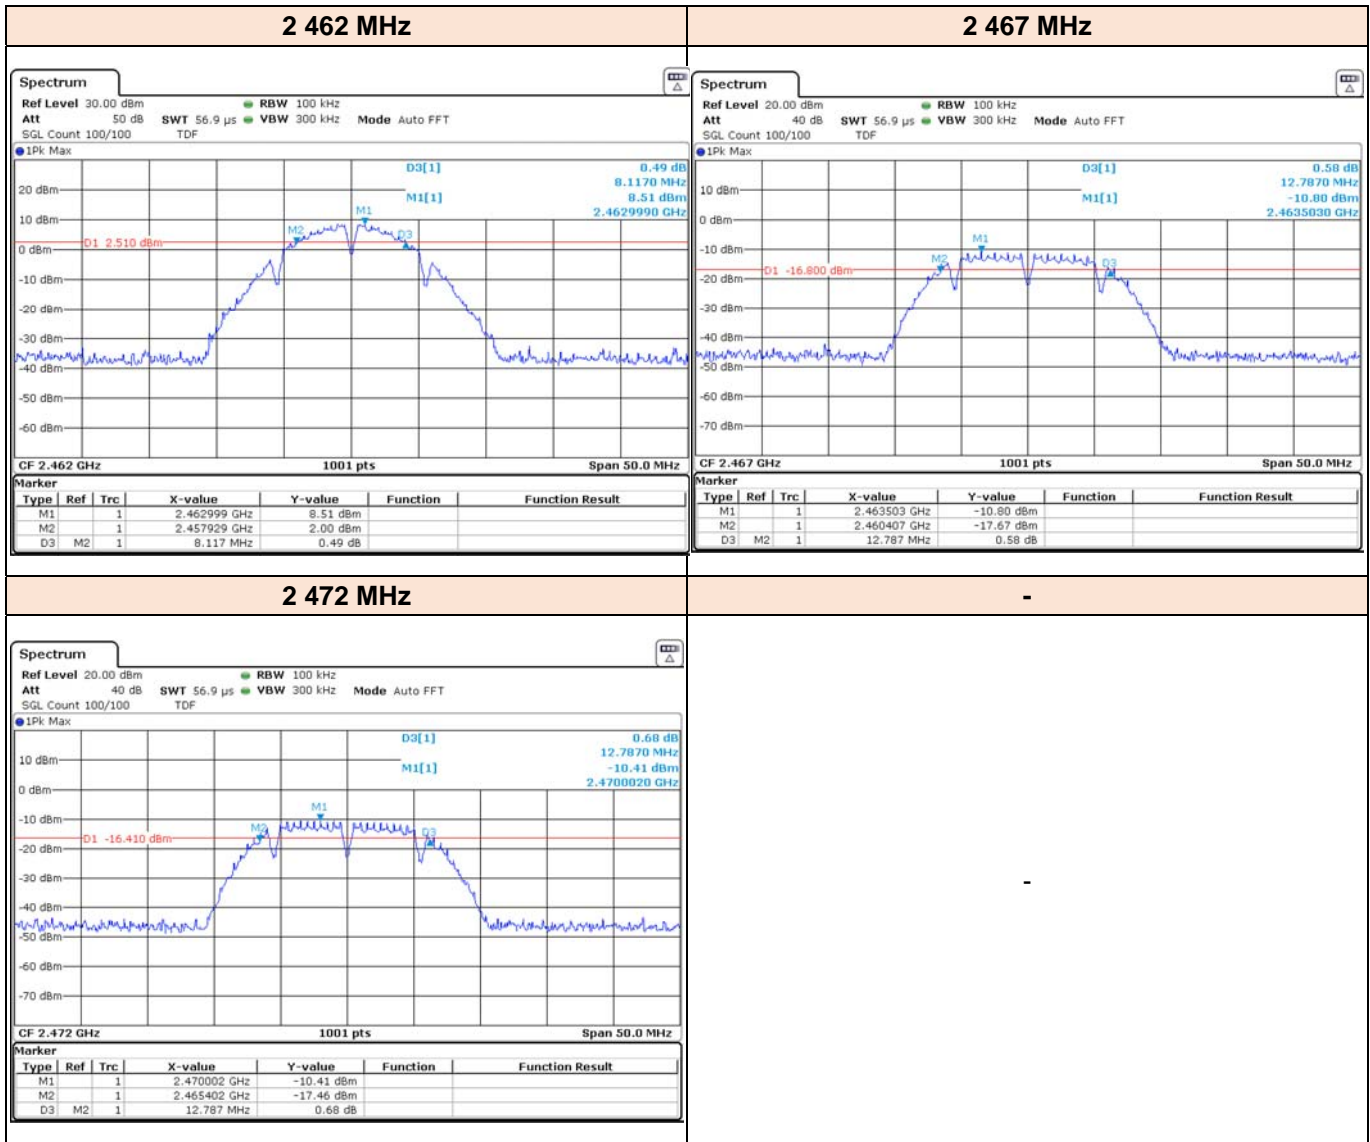 2 462 MHz
2 467 MHz
Spectrum
Ref Level 30.00 dBm RBW 100 kHz
Att 50 dB SWT 56.9 µs VBW 300 kHz Mode Auto FFT
SGL Count 100/100 TDF
1Pk Max
D3[1] 0.49 dB
8.1170 MHz
M1[1] 8.51 dBm
2.4629990 GHz
20 dBm
10 dBm
0 dBm
-10 dBm
-20 dBm
-30 dBm
-40 dBm
-50 dBm
-60 dBm
D1 2.510 dBm
M2
M1
D3
CF 2.462 GHz 1001 pts Span 50.0 MHz
Marker
Type Ref Trc X-value Y-value Function Function Result
M1 1 2.462999 GHz 8.51 dBm
M2 1 2.457929 GHz 2.00 dBm
D3 M2 1 8.117 MHz 0.49 dB
Spectrum
Ref Level 20.00 dBm RBW 100 kHz
Att 40 dB SWT 56.9 µs VBW 300 kHz Mode Auto FFT
SGL Count 100/100 TDF
1Pk Max
D3[1] 0.58 dB
12.7870 MHz
M1[1] -10.80 dBm
2.4635030 GHz
10 dBm
0 dBm
-10 dBm
-20 dBm
-30 dBm
-40 dBm
-50 dBm
-60 dBm
-70 dBm
D1 -16.800 dBm
M2
M1
D3
CF 2.467 GHz 1001 pts Span 50.0 MHz
Marker
Type Ref Trc X-value Y-value Function Function Result
M1 1 2.463503 GHz -10.80 dBm
M2 1 2.460407 GHz -17.67 dBm
D3 M2 1 12.787 MHz 0.58 dB
2 472 MHz
-
Spectrum
Ref Level 20.00 dBm RBW 100 kHz
Att 40 dB SWT 56.9 µs VBW 300 kHz Mode Auto FFT
SGL Count 100/100 TDF
1Pk Max
D3[1] 0.68 dB
12.7870 MHz
M1[1] -10.41 dBm
2.4700020 GHz
10 dBm
0 dBm
-10 dBm
-20 dBm
-30 dBm
-40 dBm
-50 dBm
-60 dBm
-70 dBm
D1 -16.410 dBm
M2
M1
D3
CF 2.472 GHz 1001 pts Span 50.0 MHz
Marker
Type Ref Trc X-value Y-value Function Function Result
M1 1 2.470002 GHz -10.41 dBm
M2 1 2.465402 GHz -17.46 dBm
D3 M2 1 12.787 MHz 0.68 dB
-